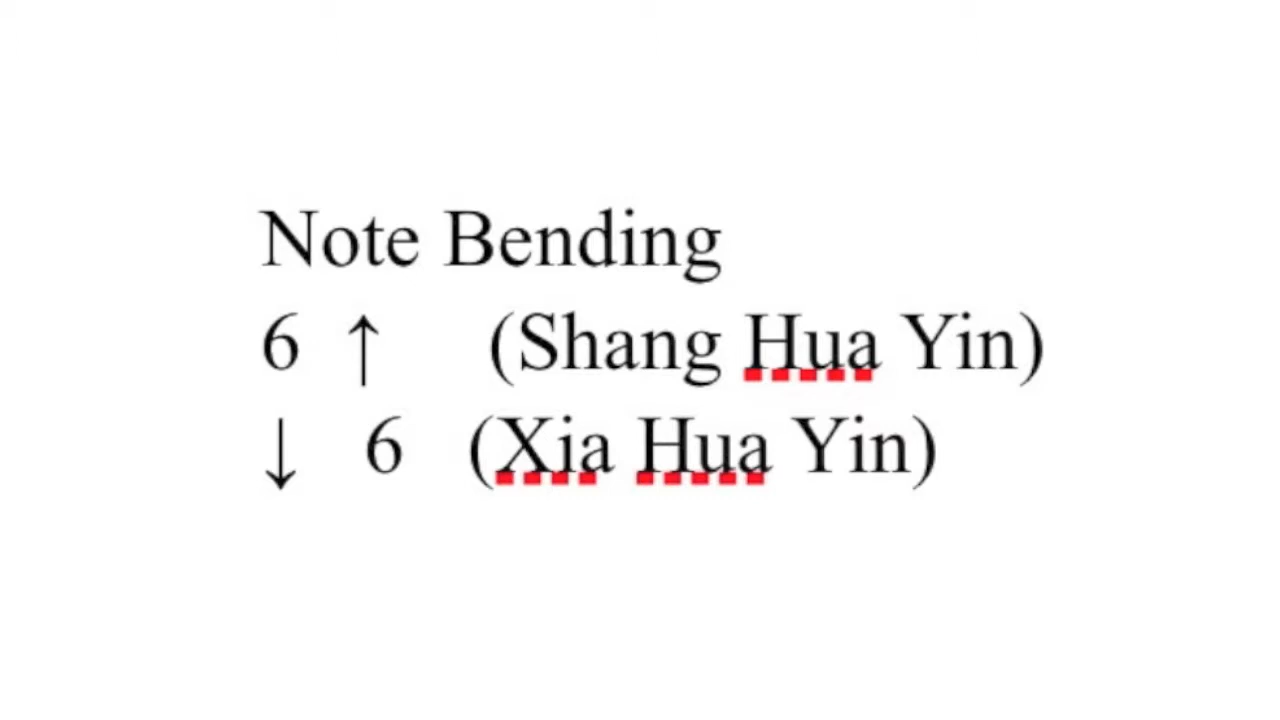 Note Bending
6 ↑ (Shang Hua Yin)
↓ 6 (Xia Hua Yin)